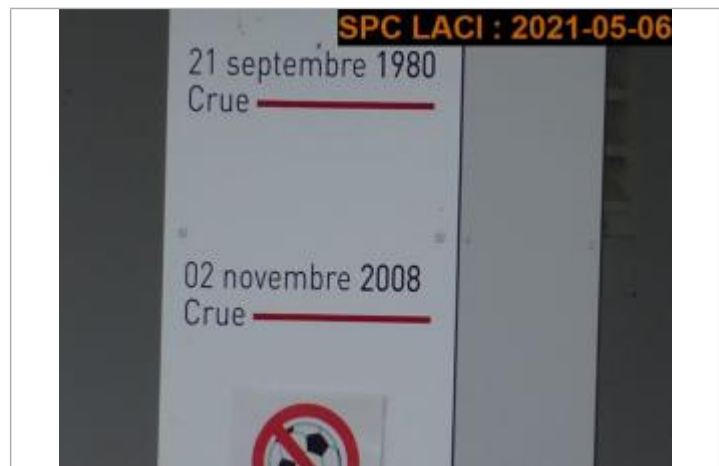 SPC LACI : 2021-05-06
21 septembre 1980
Crue
02 novembre 2008
Crue